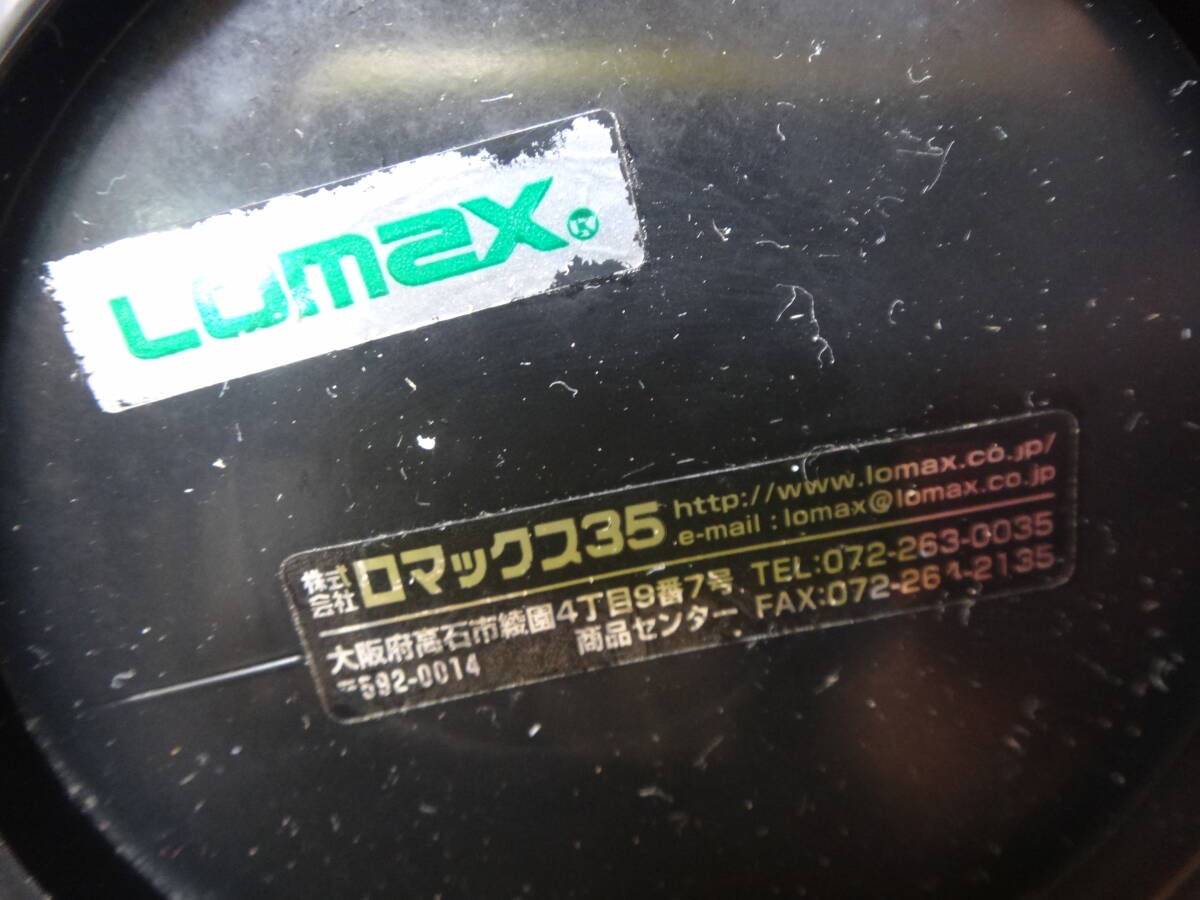 Lomax
株式会社 ロマックス35
http://www.lomax.co.jp/
e-mail : lomax@lomax.co.jp
大阪府高石市綾園4丁目9番7号
〒592-0014 商品センター
TEL:072-263-0035
FAX:072-261-2135